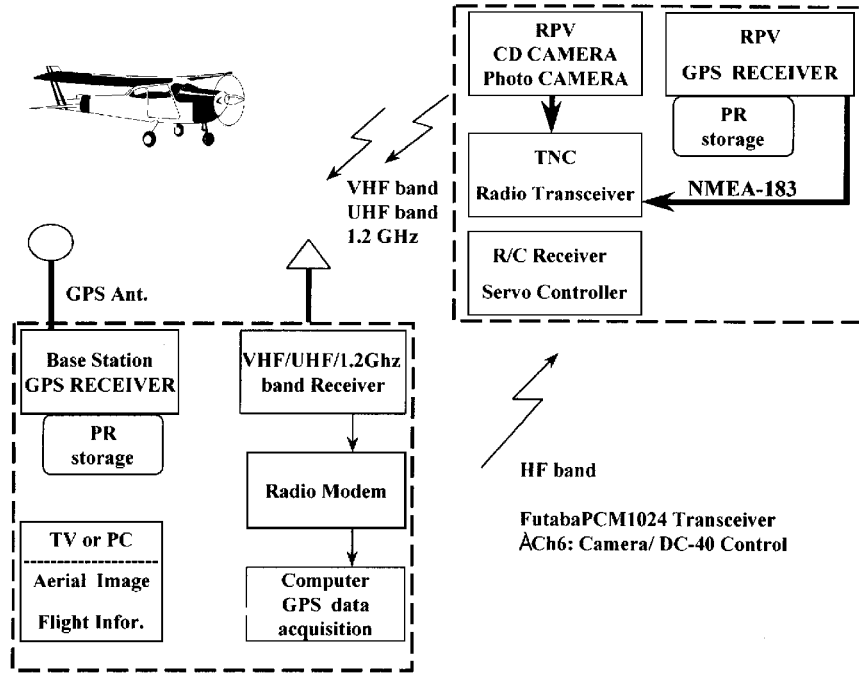 RPV
CD CAMERA
Photo CAMERA
RPV
GPS RECEIVER
PR
storage
TNC
Radio Transceiver
NMEA-183
R/C Receiver
Servo Controller
VHF band
UHF band
1.2 GHz
GPS Ant.
Base Station
GPS RECEIVER
PR
storage
VHF/UHF/1.2Ghz
band Receiver
Radio Modem
Computer
GPS data
acquisition
TV or PC
Aerial Image
Flight Infor.
HF band
FutabaPCM1024 Transceiver
ÀCh6: Camera/ DC-40 Control